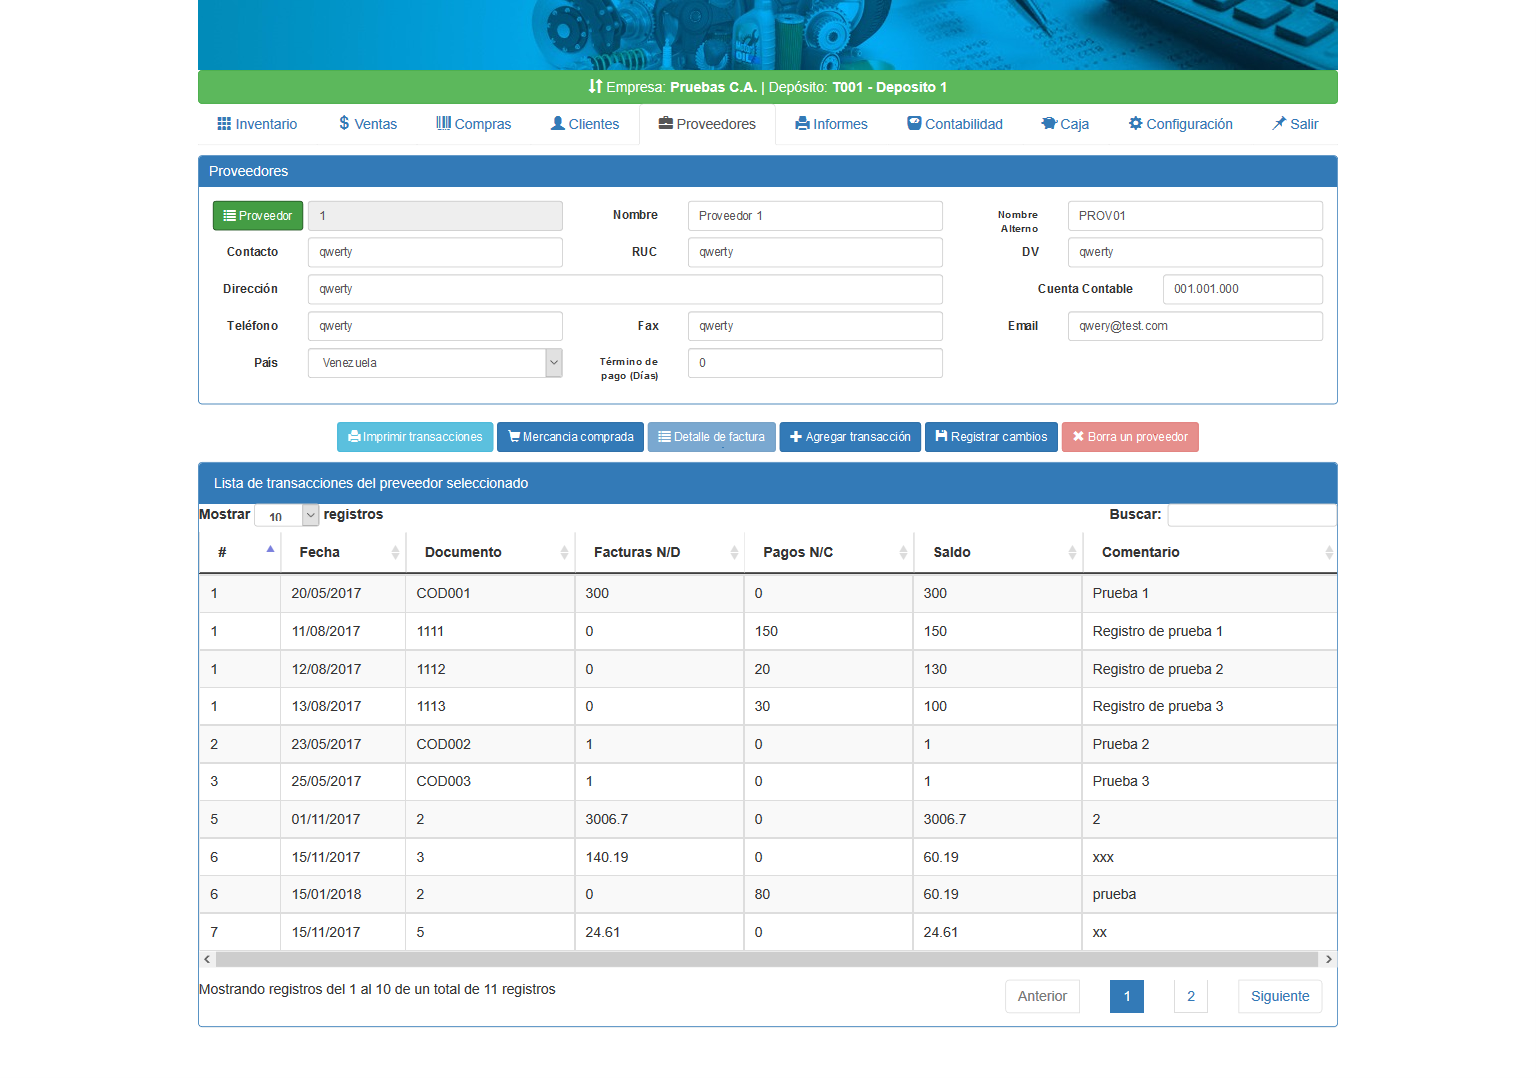 Empresa: Pruebas C.A. | Depósito: T001 - Deposito 1
Inventario Ventas Compras Clientes Proveedores Informes Contabilidad Caja Configuración Salir
Proveedores
Proveedor 1 Nombre Proveedor 1 Nombre Alterno PROV01
Contacto qwerty RUC qwerty DV qwerty
Dirección qwerty Cuenta Contable 001.001.000
Teléfono qwerty Fax qwerty Email qwery@test.com
País Venezuela Término de pago (Días) 0
Imprimir transacciones Mercancia comprada Detalle de factura Agregar transacción Registrar cambios Borra un proveedor
Lista de transacciones del preveedor seleccionado
Mostrar 10 registros Buscar:
# Fecha Documento Facturas N/D Pagos N/C Saldo Comentario
1 20/05/2017 COD001 300 0 300 Prueba 1
1 11/08/2017 1111 0 150 150 Registro de prueba 1
1 12/08/2017 1112 0 20 130 Registro de prueba 2
1 13/08/2017 1113 0 30 100 Registro de prueba 3
2 23/05/2017 COD002 1 0 1 Prueba 2
3 25/05/2017 COD003 1 0 1 Prueba 3
5 01/11/2017 2 3006.7 0 3006.7 2
6 15/11/2017 3 140.19 0 60.19 xxx
6 15/01/2018 2 0 80 60.19 prueba
7 15/11/2017 5 24.61 0 24.61 xx
Mostrando registros del 1 al 10 de un total de 11 registros
Anterior 1 2 Siguiente